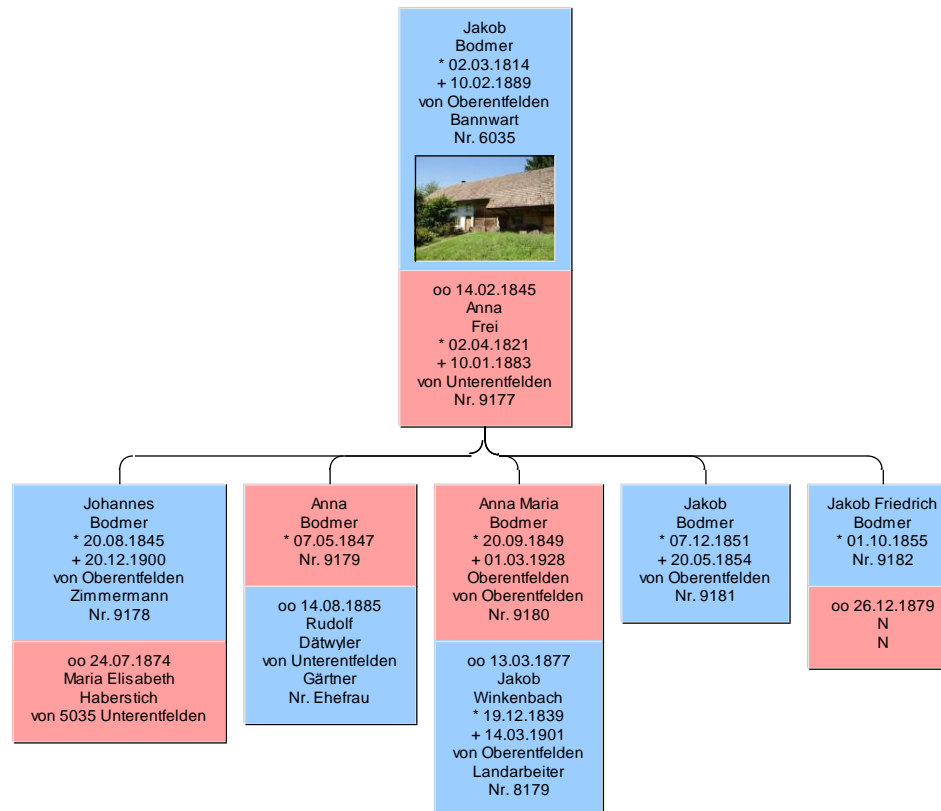 Jakob
Bodmer
* 02.03.1814
+ 10.02.1889
von Oberentfelden
Bannwart
Nr. 6035
oo 14.02.1845
Anna
Frei
* 02.04.1821
+ 10.01.1883
von Unterentfelden
Nr. 9177
Johannes
Bodmer
* 20.08.1845
+ 20.12.1900
von Oberentfelden
Zimmermann
Nr. 9178
oo 24.07.1874
Maria Elisabeth
Haberstich
von 5035 Unterentfelden
Anna
Bodmer
* 07.05.1847
Nr. 9179
oo 14.08.1885
Rudolf
Dätwyler
von Unterentfelden
Gärtner
Nr. Ehefrau
Anna Maria
Bodmer
* 20.09.1849
+ 01.03.1928
Oberentfelden
von Oberentfelden
Nr. 9180
oo 13.03.1877
Jakob
Winkenbach
* 19.12.1839
+ 14.03.1901
von Oberentfelden
Landarbeiter
Nr. 8179
Jakob
Bodmer
* 07.12.1851
+ 20.05.1854
von Oberentfelden
Nr. 9181
Jakob Friedrich
Bodmer
* 01.10.1855
Nr. 9182
oo 26.12.1879
N
N